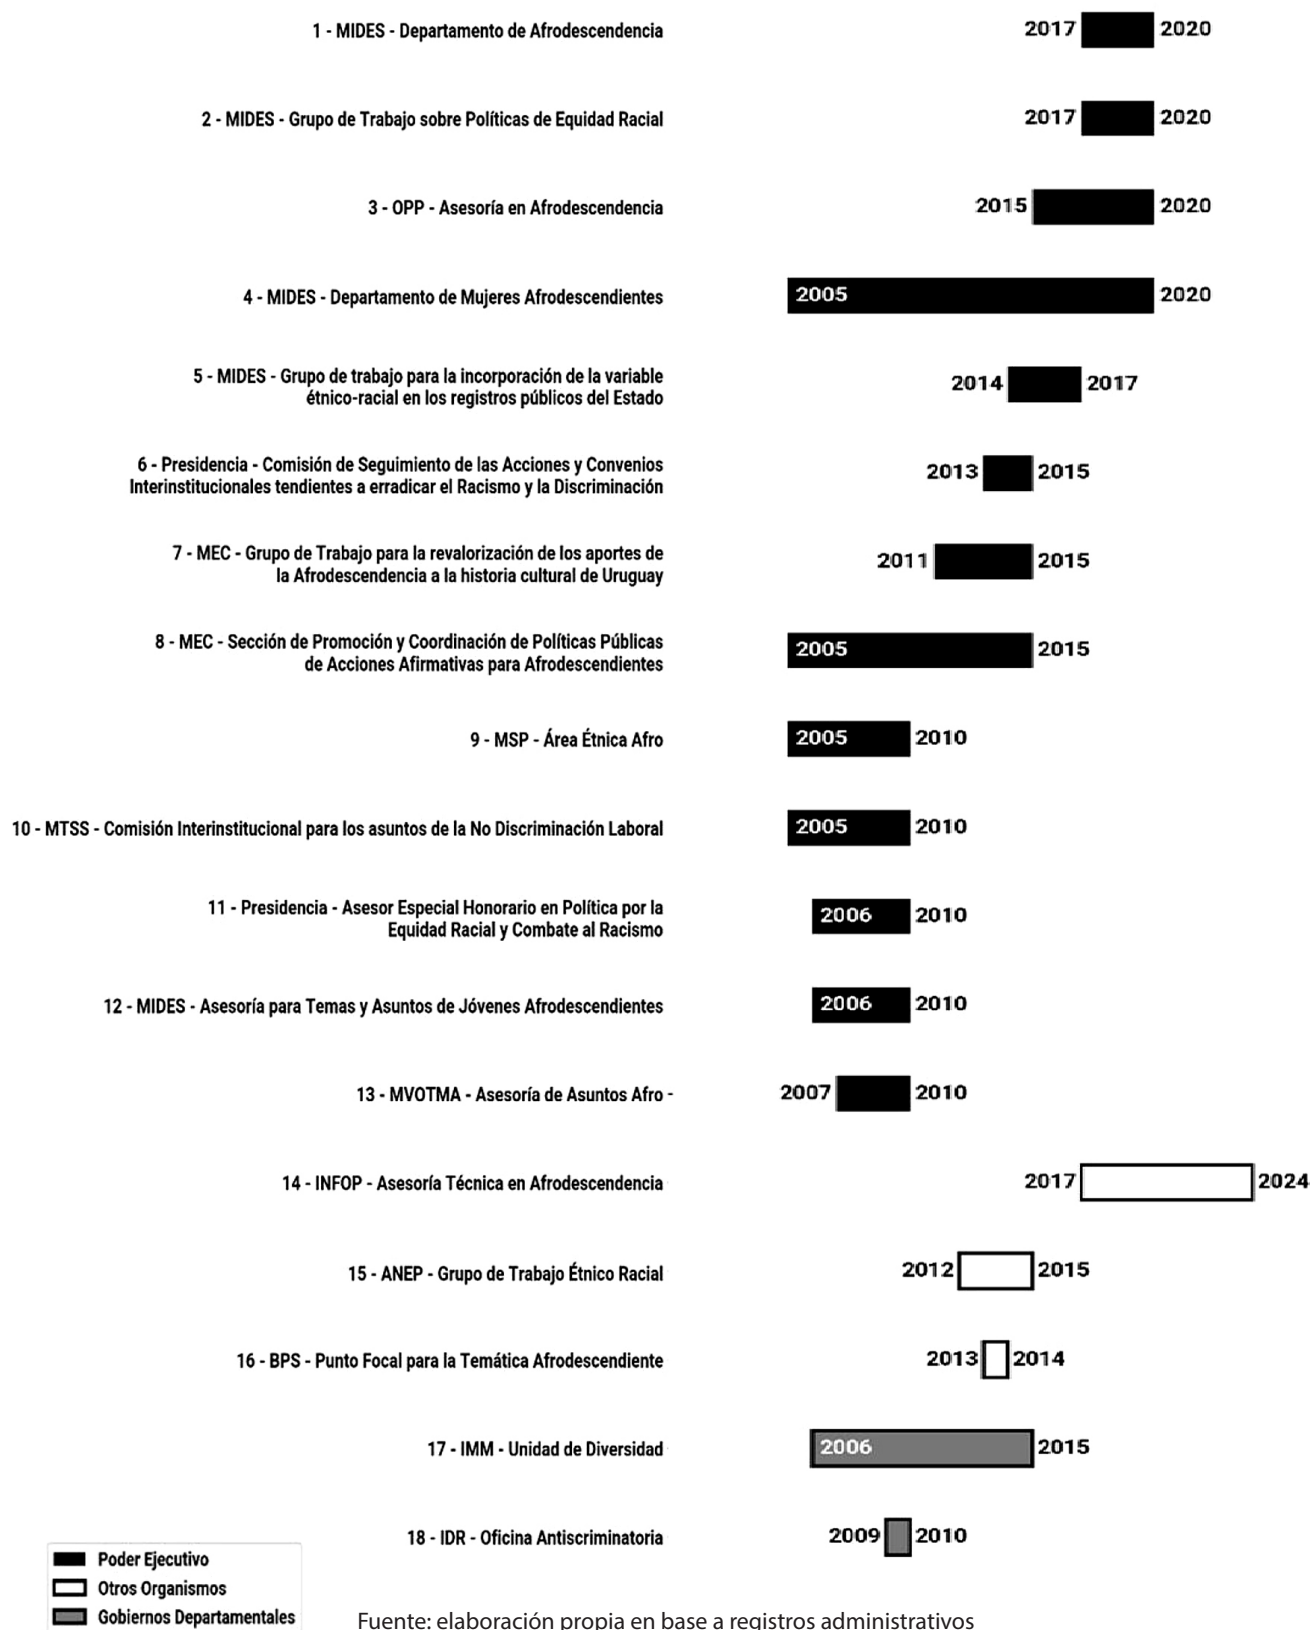 1 - MIDES - Departamento de Afrodescendencia
2017 2020
2 - MIDES - Grupo de Trabajo sobre Políticas de Equidad Racial
2017 2020
3 - OPP - Asesoría en Afrodescendencia
2015 2020
4 - MIDES - Departamento de Mujeres Afrodescendientes
2005 2020
5 - MIDES - Grupo de trabajo para la incorporación de la variable
étnico-racial en los registros públicos del Estado
2014 2017
6 - Presidencia - Comisión de Seguimiento de las Acciones y Convenios
Interinstitucionales tendientes a erradicar el Racismo y la Discriminación
2013 2015
7 - MEC - Grupo de Trabajo para la revalorización de los aportes de
la Afrodescendencia a la historia cultural de Uruguay
2011 2015
8 - MEC - Sección de Promoción y Coordinación de Políticas Públicas
de Acciones Afirmativas para Afrodescendientes
2005 2015
9 - MSP - Área Étnica Afro
2005 2010
10 - MTSS - Comisión Interinstitucional para los asuntos de la No Discriminación Laboral
2005 2010
11 - Presidencia - Asesor Especial Honorario en Política por la
Equidad Racial y Combate al Racismo
2006 2010
12 - MIDES - Asesoría para Temas y Asuntos de Jóvenes Afrodescendientes
2006 2010
13 - MVOTMA - Asesoría de Asuntos Afro -
2007 2010
14 - INFOP - Asesoría Técnica en Afrodescendencia
2017 2024
15 - ANEP - Grupo de Trabajo Étnico Racial
2012 2015
16 - BPS - Punto Focal para la Temática Afrodescendiente
2013 2014
17 - IMM - Unidad de Diversidad
2006 2015
18 - IDR - Oficina Antiscriminatoria
2009 2010
Poder Ejecutivo
Otros Organismos
Gobiernos Departamentales
Fuente: elaboración propia en base a registros administrativos